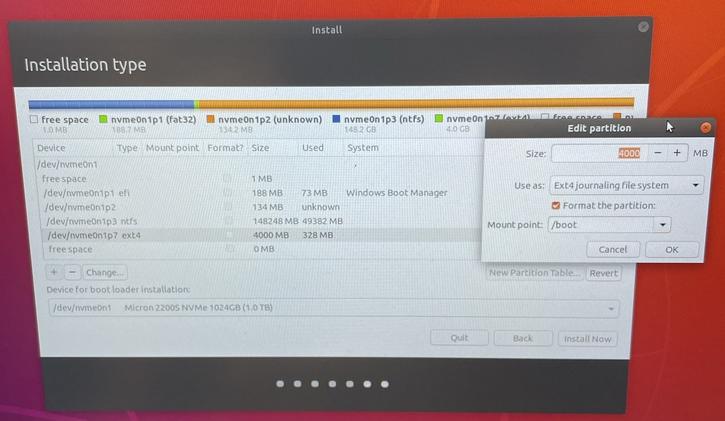 Install
Installation type
free space nvme0n1p1 (fat32) nvme0n1p2 (unknown) nvme0n1p3 (ntfs) nvme0n1p7 (ext4) free space
1.0 MB 188.7 MB 134.2 MB 148.2 GB 4.0 GB
Device Type Mount point Format? Size Used System
/dev/nvme0n1
free space 1 MB
/dev/nvme0n1p1 efi 188 MB 73 MB Windows Boot Manager
/dev/nvme0n1p2 134 MB unknown
/dev/nvme0n1p3 ntfs 148248 MB 49382 MB
/dev/nvme0n1p7 ext4 4000 MB 328 MB
free space 0 MB
+ − Change...
New Partition Table... Revert
Device for boot loader installation:
/dev/nvme0n1 Micron 2200S NVMe 1024GB (1.0 TB)
Quit Back Install Now
Edit partition
Size: 4000 − + MB
Use as: Ext4 journaling file system
Format the partition:
Mount point: /boot
Cancel OK